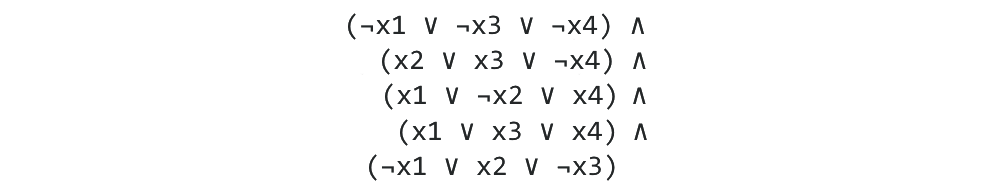 (¬x1 ∨ ¬x3 ∨ ¬x4) ∧
(x2 ∨ x3 ∨ ¬x4) ∧
(x1 ∨ ¬x2 ∨ x4) ∧
(x1 ∨ x3 ∨ x4) ∧
(¬x1 ∨ x2 ∨ ¬x3)